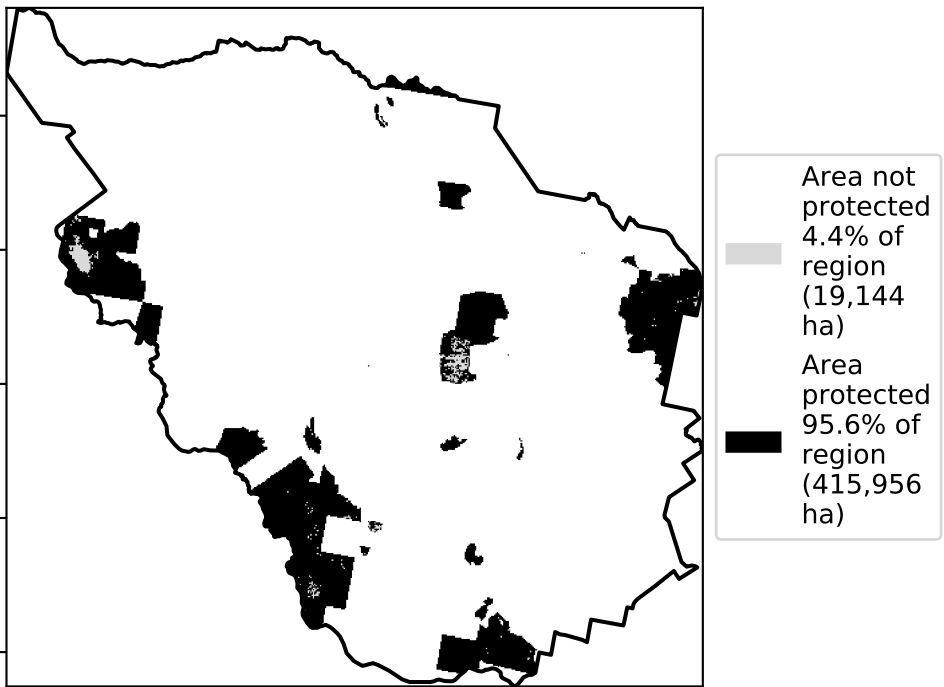 Area not
protected
4.4% of
region
(19,144
ha)
Area
protected
95.6% of
region
(415,956
ha)